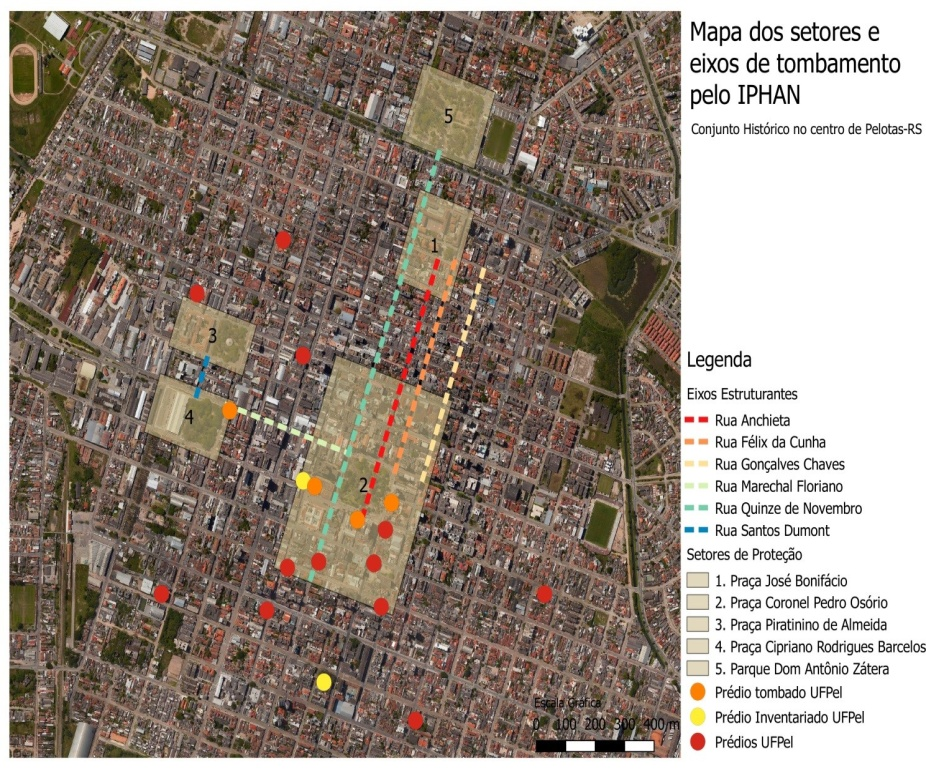 Mapa dos setores e
eixos de tombamento
pelo IPHAN
Conjunto Histórico no centro de Pelotas-RS
5
1
3
4
2
Legenda
Eixos Estruturantes
Rua Anchieta
Rua Félix da Cunha
Rua Gonçalves Chaves
Rua Marechal Floriano
Rua Quinze de Novembro
Rua Santos Dumont
Setores de Proteção
1. Praça José Bonifácio
2. Praça Coronel Pedro Osório
3. Praça Piratinino de Almeida
4. Praça Cipriano Rodrigues Barcelos
5. Parque Dom Antônio Zátera
Prédio tombado UFPel
Prédio Inventariado UFPel
Prédios UFPel
Escala Gráfica
0 100 200 300 400 m